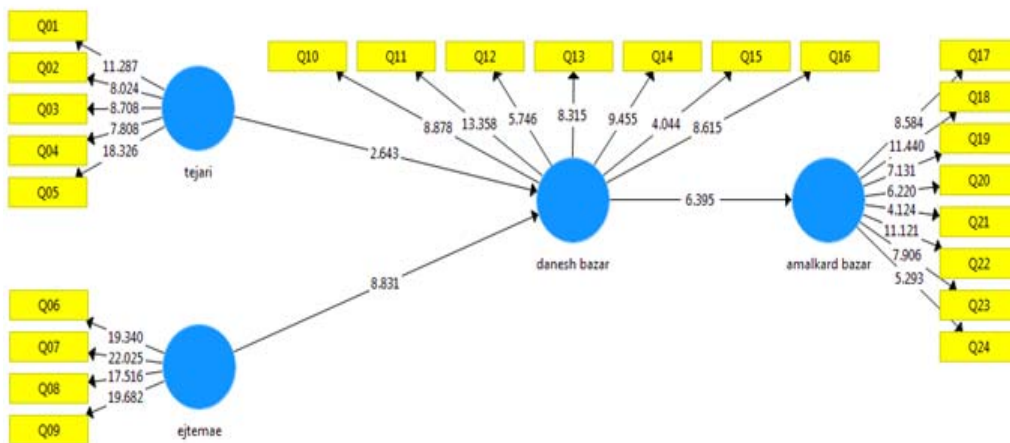 Q01
Q02
Q03
Q04
Q05
11.287
8.024
8.708
7.808
18.326
tejari
Q10
Q11
Q12
Q13
Q14
Q15
Q16
8.878
13.358
5.746
8.315
9.455
4.044
8.615
2.643
8.831
danesh bazar
6.395
amalkard bazar
Q17
Q18
Q19
Q20
Q21
Q22
Q23
Q24
8.584
11.440
7.131
6.220
4.124
11.121
7.906
5.293
Q06
Q07
Q08
Q09
19.340
22.025
17.516
19.682
ejtemae